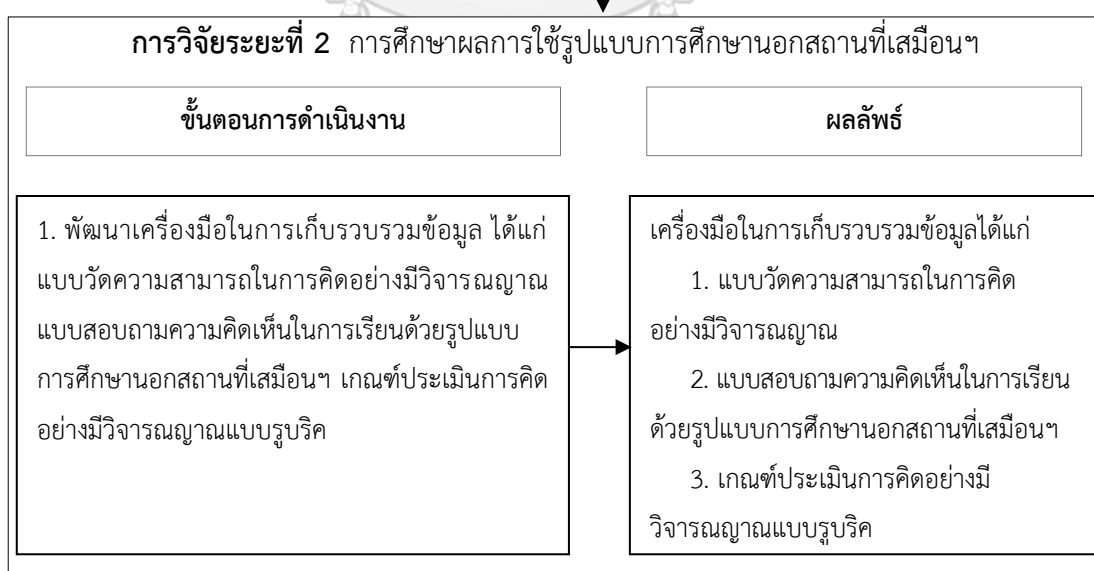 การวิจัยระยะที่ 2 การศึกษาผลการใช้รูปแบบการศึกษานอกสถานที่เสมือนฯ
ขั้นตอนการดำเนินงาน
ผลลัพธ์
1. พัฒนาเครื่องมือในการเก็บรวบรวมข้อมูล ได้แก่
แบบวัดความสามารถในการคิดอย่างมีวิจารณญาณ
แบบสอบถามความคิดเห็นในการเรียนด้วยรูปแบบ
การศึกษานอกสถานที่เสมือนฯ เกณฑ์ประเมินการคิด
อย่างมีวิจารณญาณแบบรูบริค
เครื่องมือในการเก็บรวบรวมข้อมูลได้แก่
1. แบบวัดความสามารถในการคิด
อย่างมีวิจารณญาณ
2. แบบสอบถามความคิดเห็นในการเรียน
ด้วยรูปแบบการศึกษานอกสถานที่เสมือนฯ
3. เกณฑ์ประเมินการคิดอย่างมี
วิจารณญาณแบบรูบริค